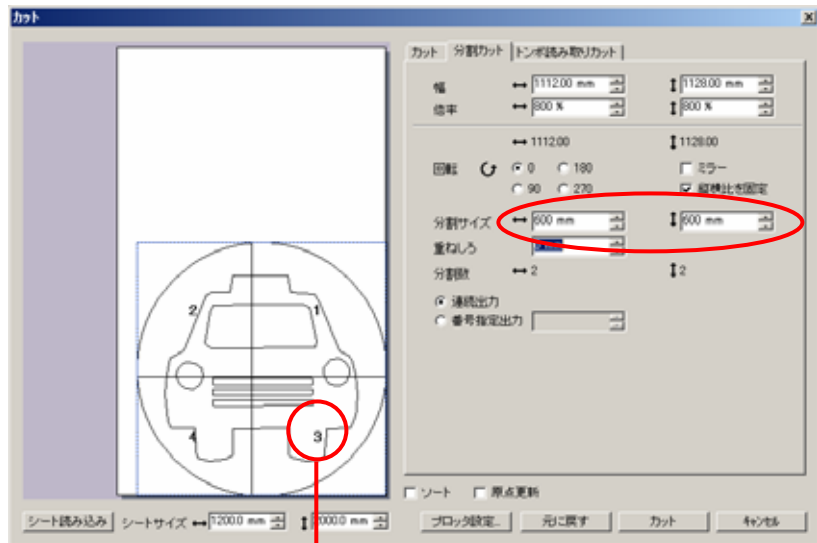 カット
カット 分割カット トンボ読み取りカット
幅 ↔ 1112.00 mm ↕ 1128.00 mm
倍率 ↔ 800 % ↕ 800 %
↔ 1112.00 ↕ 1128.00
回転 0 180 ミラー
90 270 縦横比を固定
分割サイズ ↔ 600 mm ↕ 600 mm
重ねしろ
分割数 ↔ 2 ↕ 2
連続出力
番号指定出力
2 1
4 3
ソート 原点更新
シート読み込み シートサイズ ↔ 1200.0 mm ↕ 2000.0 mm ブロック設定... 元に戻す カット キャンセル